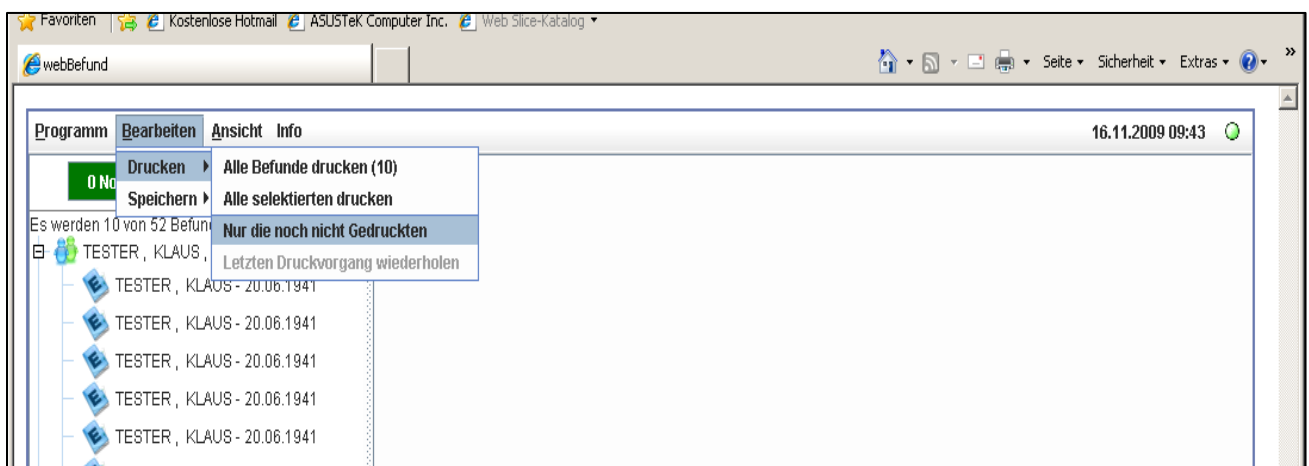 Favoriten Kostenlose Hotmail ASUSTeK Computer Inc. Web Slice-Katalog
webBefund Seite Sicherheit Extras »
Programm Bearbeiten Ansicht Info 16.11.2009 09:43
Drucken Alle Befunde drucken (10)
0 No
Speichern Alle selektierten drucken
Es werden 10 von 52 Befun
Nur die noch nicht Gedruckten
TESTER , KLAUS ,
Letzten Druckvorgang wiederholen
TESTER , KLAUS - 20.06.1941
TESTER , KLAUS - 20.06.1941
TESTER , KLAUS - 20.06.1941
TESTER , KLAUS - 20.06.1941
TESTER , KLAUS - 20.06.1941